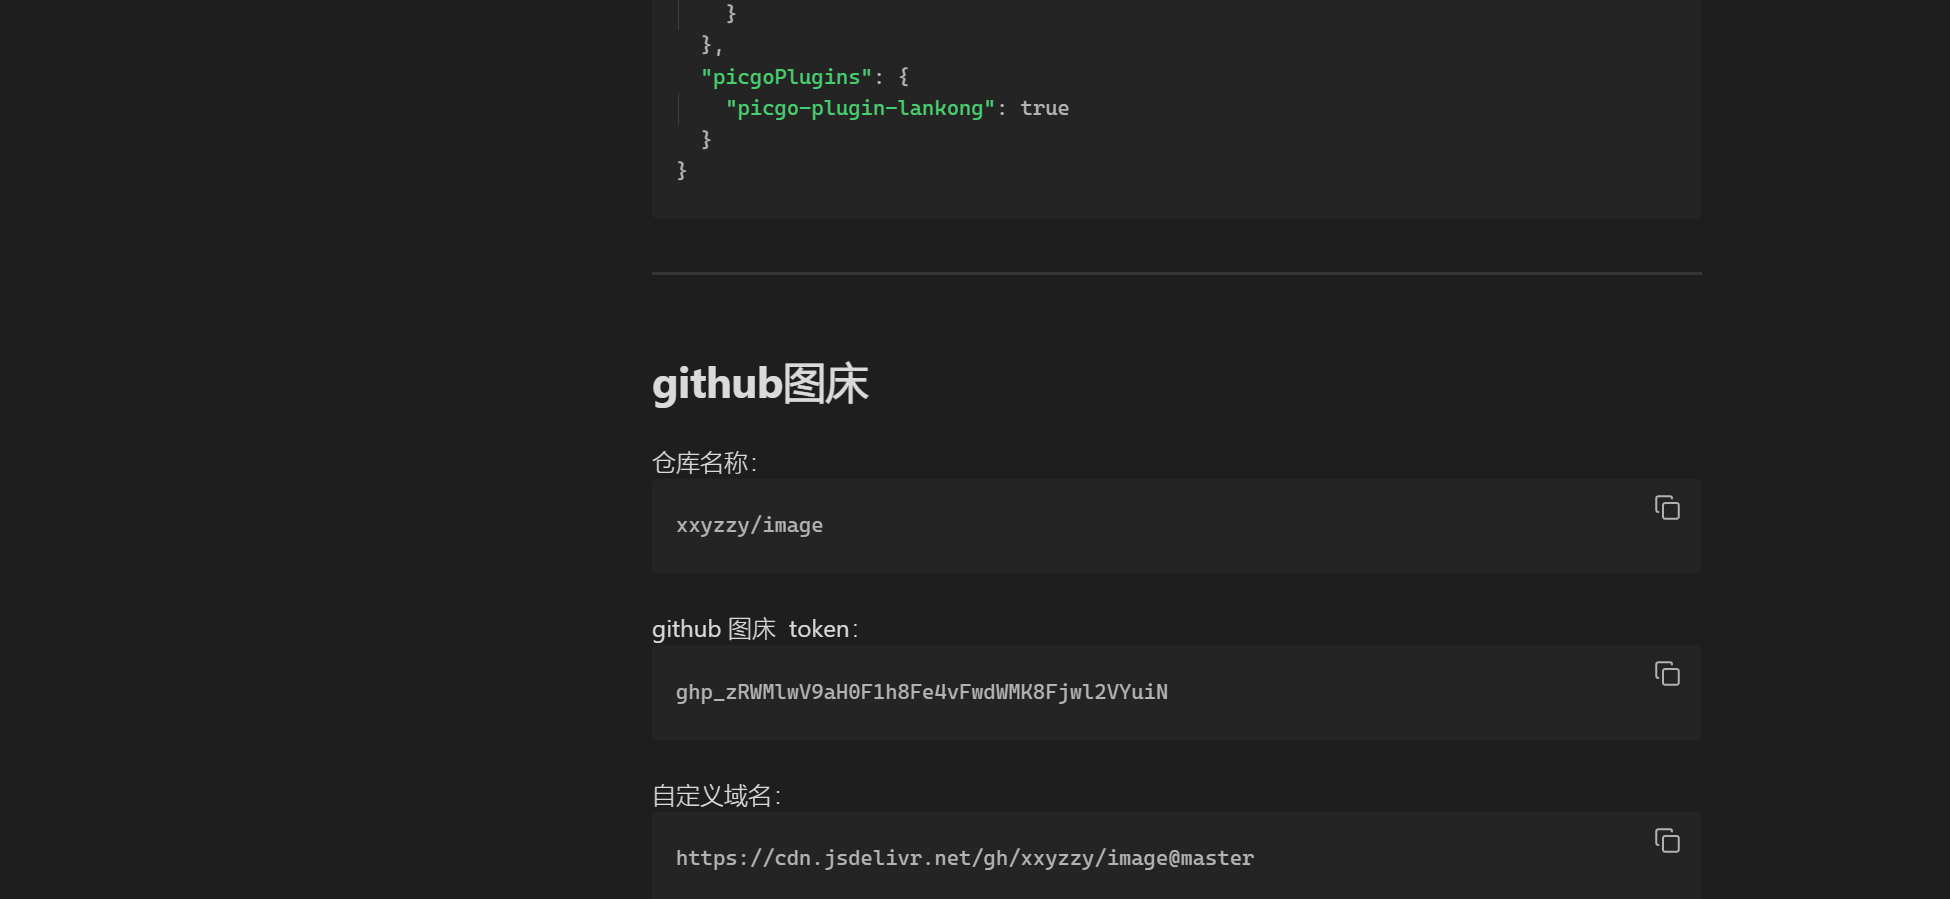 }
},
"picgoPlugins": {
"picgo-plugin-lankong": true
}
}
github图床
仓库名称：
xxyzzy/image
github 图床 token：
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
自定义域名：
https://cdn.jsdelivr.net/gh/xxyzzy/image@master